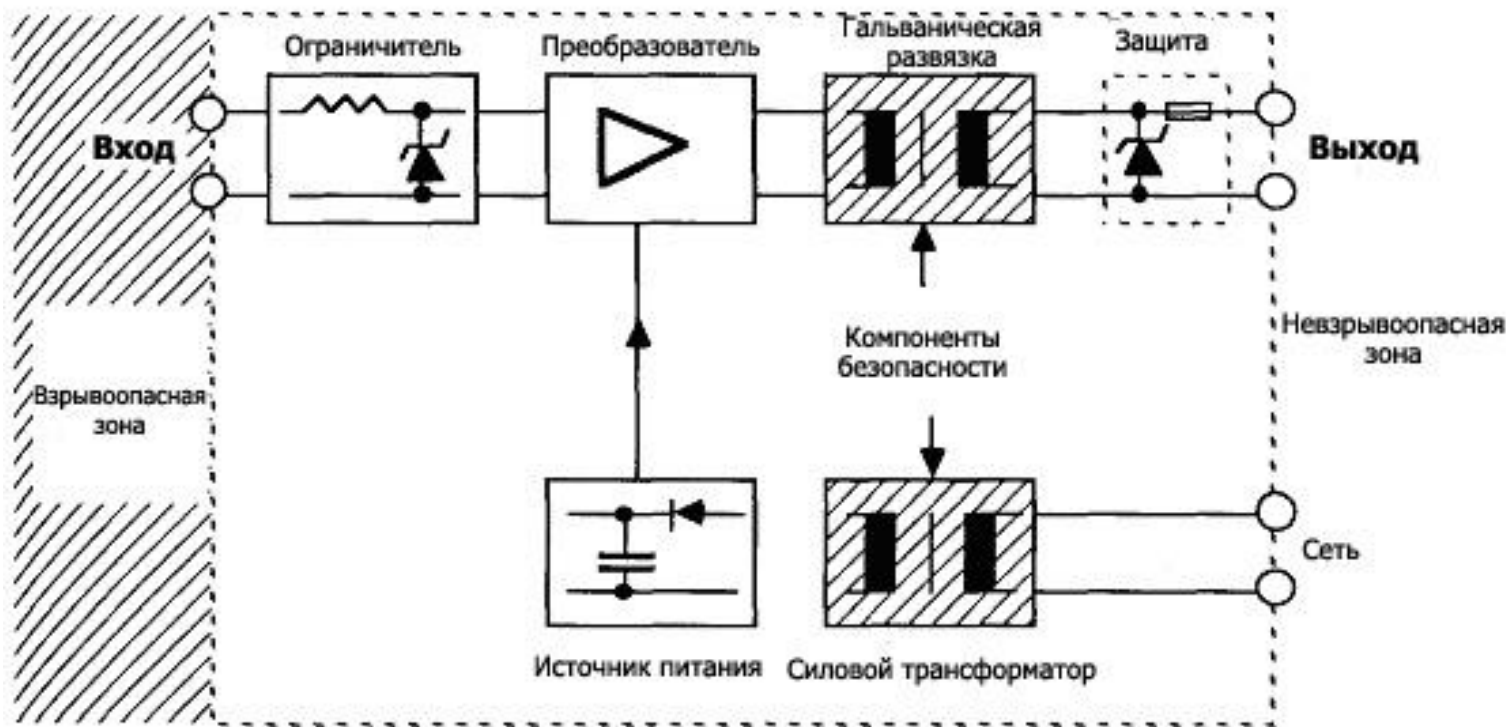 Ограничитель
Преобразователь
Гальваническая
развязка
Защита
Вход
Выход
Компоненты
безопасности
Невзрывоопасная
зона
Взрывоопасная
зона
Сеть
Источник питания
Силовой трансформатор